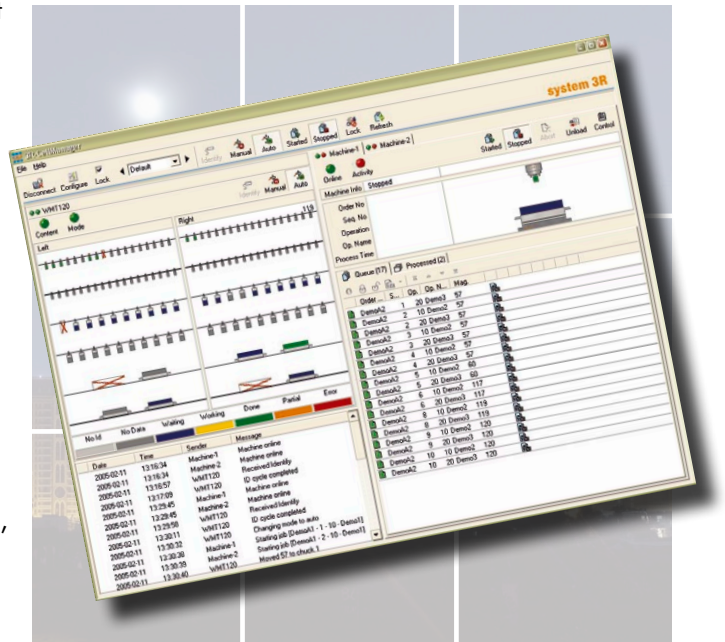 system 3R
File Help
Disconnect Configure Lock Default Identify Manual Auto Started Stopped Lock Refresh
WMT120
Identify Manual Auto
Content Mode
Left
Right
119
Machine-1 Machine-2
Online Activity
Started Stopped Abort Unload Control
Machine Info Stopped
Order No
Seq. No
Operation
Op. Name
Process Time
Queue (17) Processed (2)
Order... S... Op. Op. N... Mag.
DemoA2 1 20 Demo3 57
DemoA2 2 10 Demo2 57
DemoA2 2 20 Demo3 57
DemoA2 3 10 Demo2 57
DemoA2 3 20 Demo3 57
DemoA2 4 10 Demo2 57
DemoA2 4 20 Demo3 57
DemoA2 5 10 Demo2 60
DemoA2 5 20 Demo3 60
DemoA2 6 10 Demo2 117
DemoA2 6 20 Demo3 117
DemoA2 8 10 Demo2 119
DemoA2 8 20 Demo3 119
DemoA2 9 10 Demo2 120
DemoA2 9 20 Demo3 120
DemoA2 10 10 Demo2 120
DemoA2 10 20 Demo3 120
No Id No Data Waiting Working Done Partial Error
Date Time Sender Message
2005-02-11 13:16:34 Machine-1 Machine online
2005-02-11 13:16:34 Machine-2 Machine online
2005-02-11 13:16:57 WMT120 Received Identify
2005-02-11 13:17:09 WMT120 ID cycle completed
2005-02-11 13:29:45 Machine-1 Machine online
2005-02-11 13:29:45 Machine-2 Machine online
2005-02-11 13:29:58 WMT120 Received Identify
2005-02-11 13:30:11 WMT120 ID cycle completed
2005-02-11 13:30:32 WMT120 Changing mode to auto
2005-02-11 13:30:38 Machine-1 Starting job [DemoA1 - 1 - 10 - Demo1]
2005-02-11 13:30:39 Machine-2 Starting job [DemoA1 - 2 - 10 - Demo1]
2005-02-11 13:30:40 WMT120 Moved 57 to chuck 1